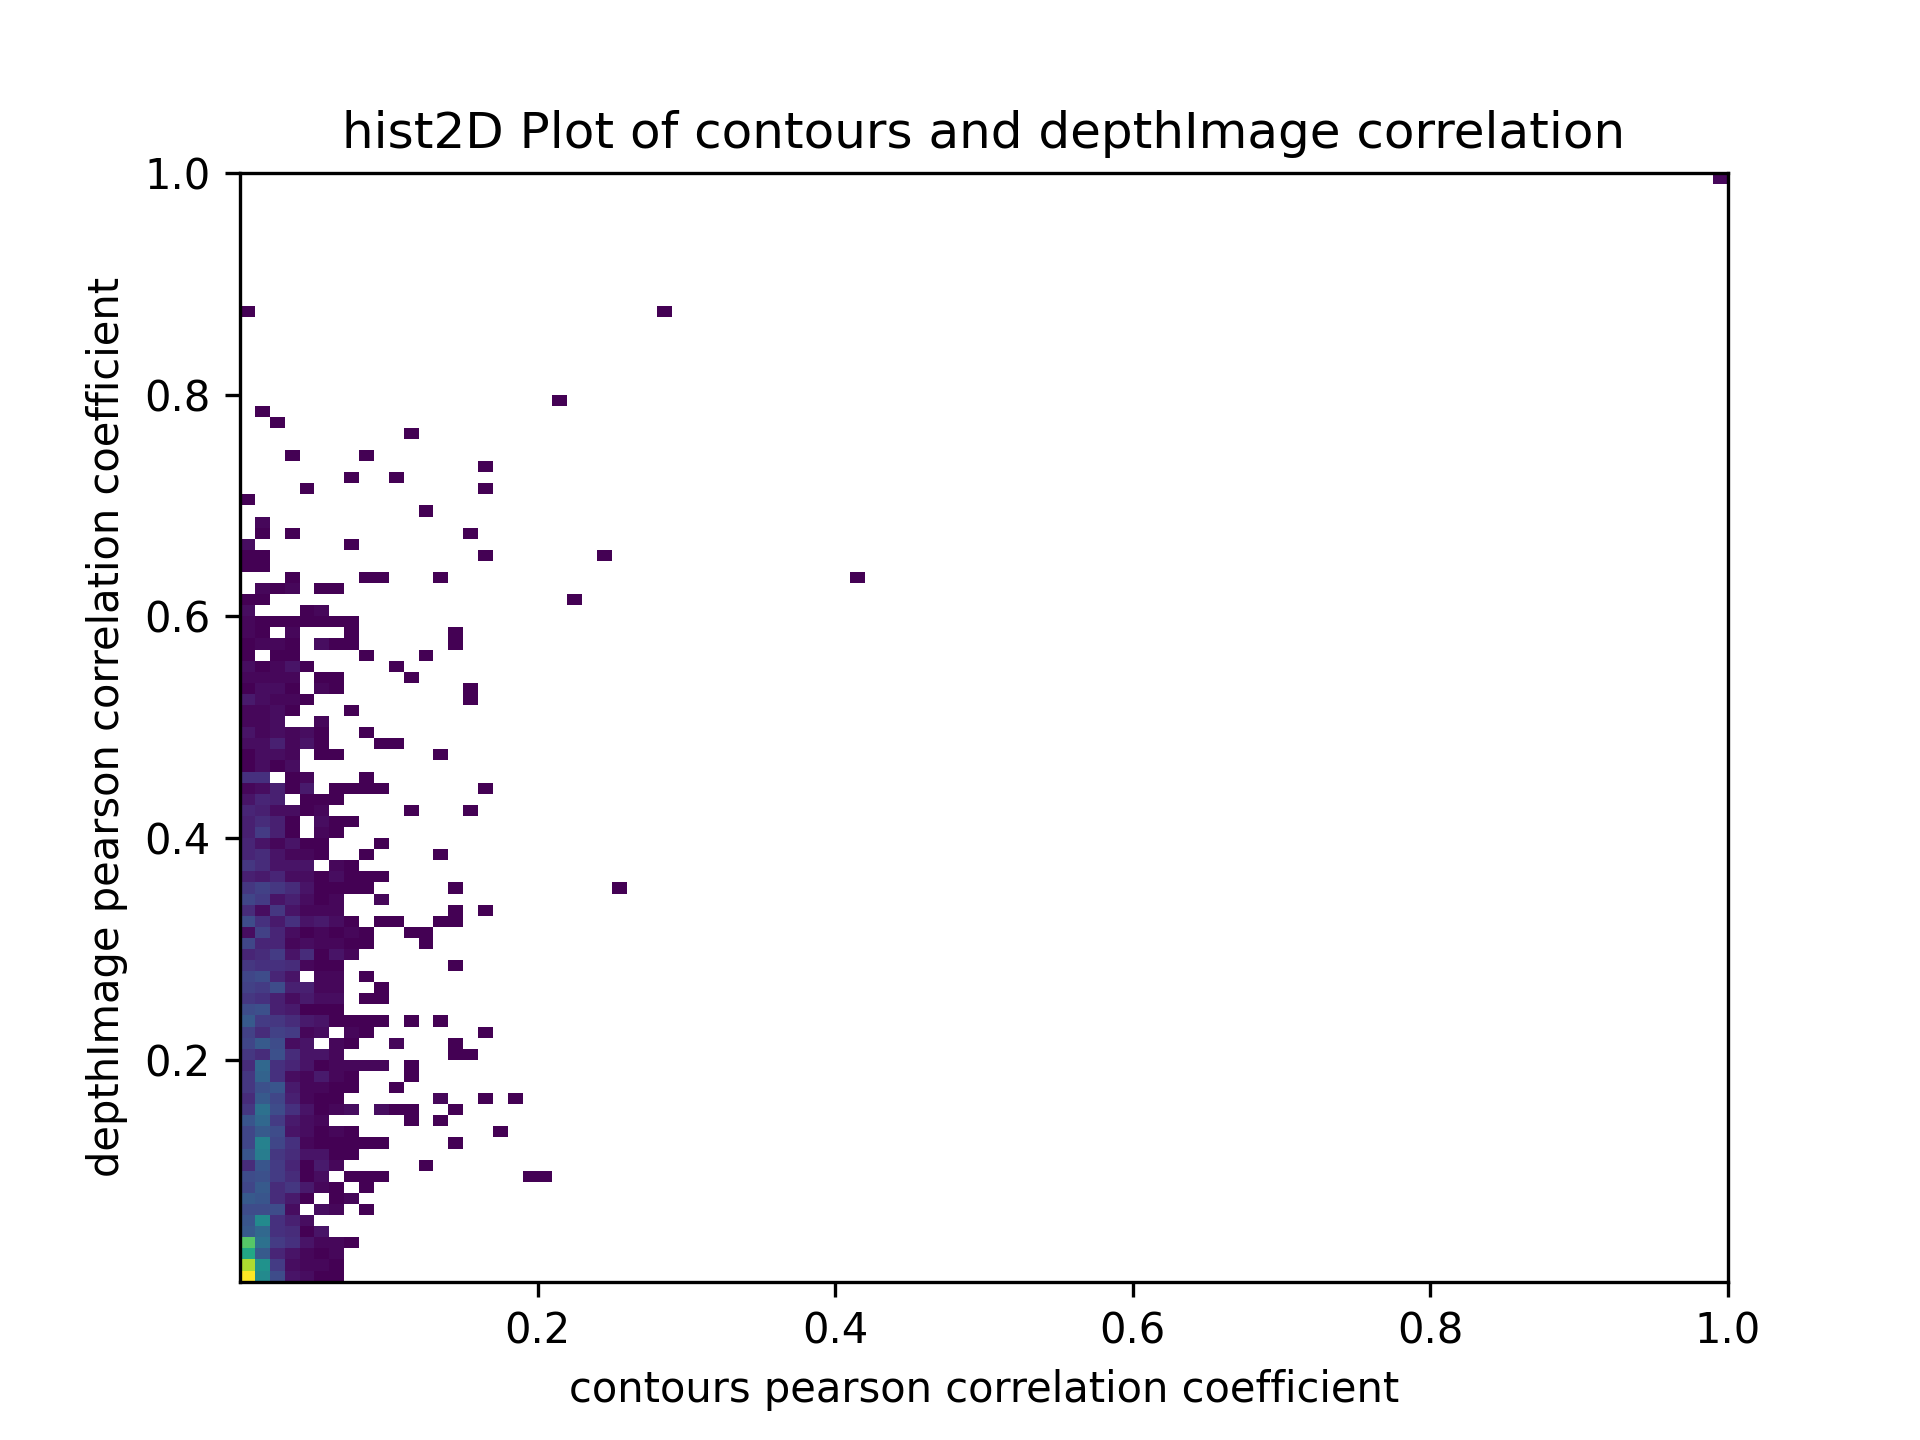 hist2D Plot of contours and depthImage correlation
1.0
0.8
0.6
0.4
0.2
depthImage pearson correlation coefficient
0.2 0.4 0.6 0.8 1.0
contours pearson correlation coefficient